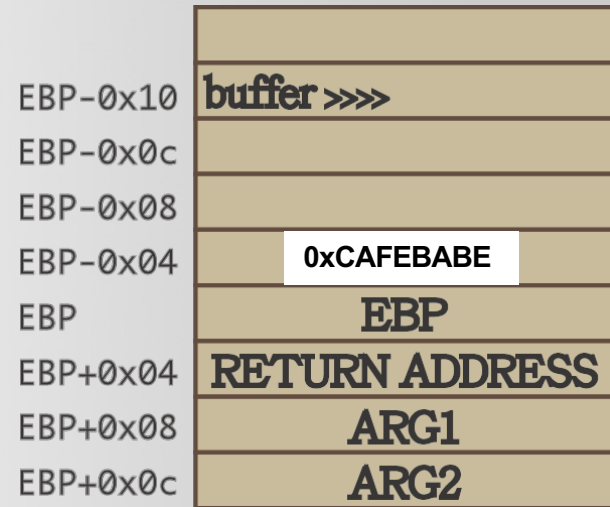 EBP-0x10 buffer >>>>
EBP-0x0c
EBP-0x08
EBP-0x04 0xCAFEBABE
EBP EBP
EBP+0x04 RETURN ADDRESS
EBP+0x08 ARG1
EBP+0x0c ARG2